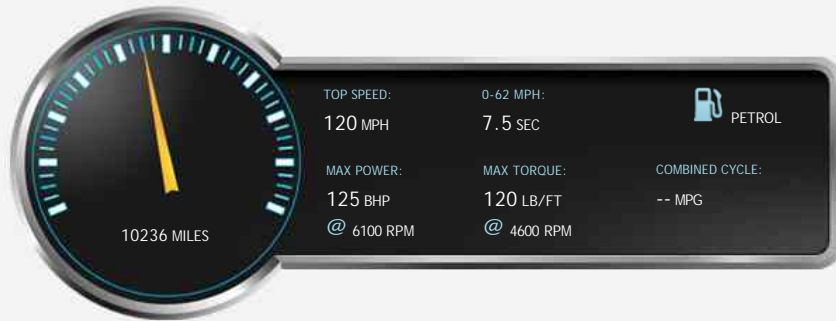 TOP SPEED:
120 MPH
0-62 MPH:
7.5 SEC
PETROL
MAX POWER:
125 BHP
@ 6100 RPM
MAX TORQUE:
120 LB/FT
@ 4600 RPM
COMBINED CYCLE:
-- MPG
10236 MILES